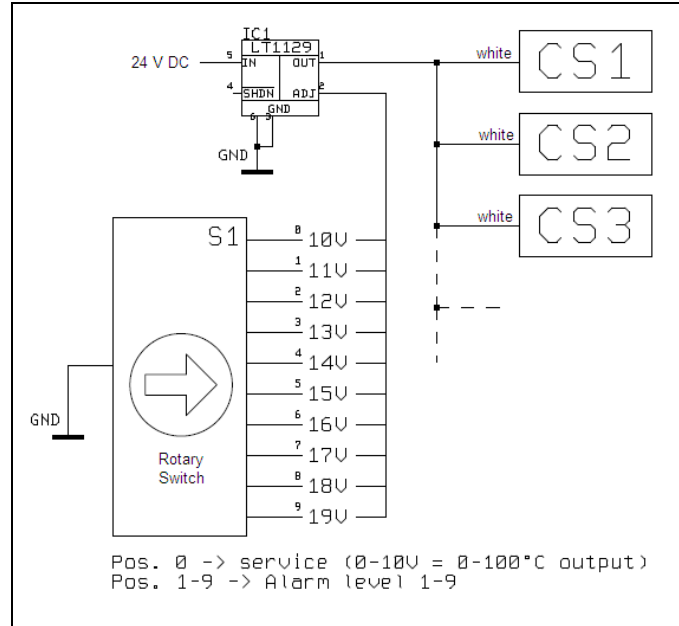 IC1
LT1129
24 V DC
5
IN
OUT
1
4
SHDN
ADJ
2
GND
6
3
GND
white
CS1
white
CS2
white
CS3
S1
0
10V
1
11V
2
12V
3
13V
4
14V
5
15V
6
16V
7
17V
8
18V
9
19V
GND
Rotary
Switch
Pos. 0 -> service (0-10V = 0-100°C output)
Pos. 1-9 -> Alarm level 1-9